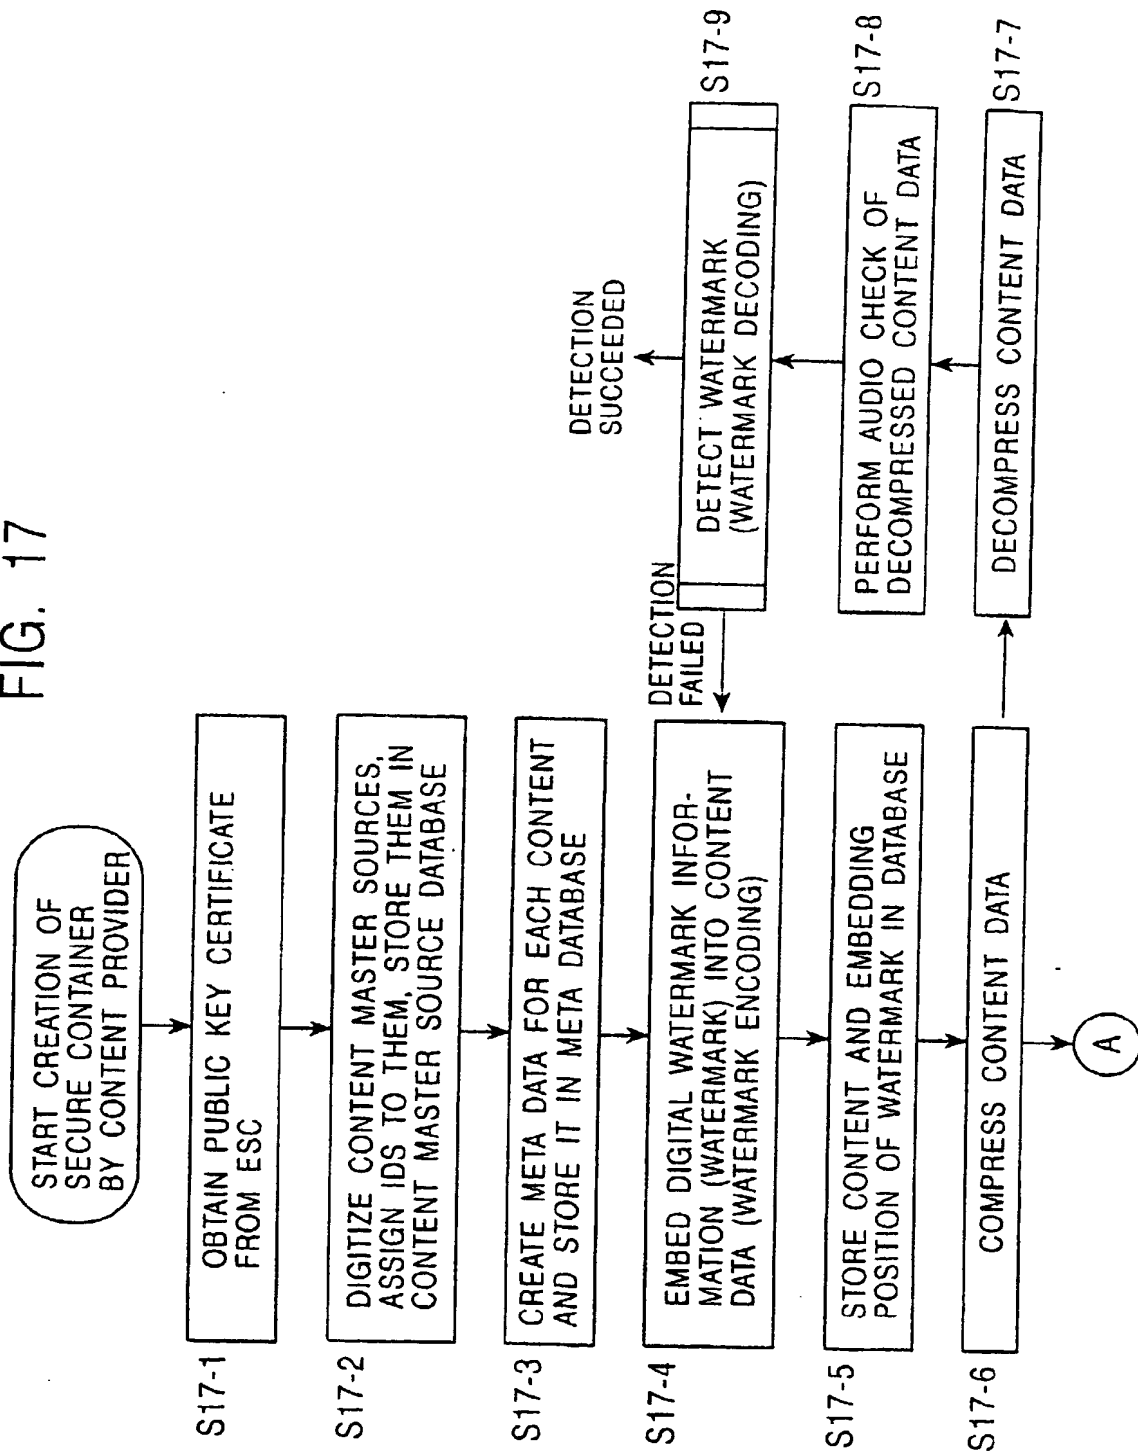 FIG. 17
START CREATION OF
SECURE CONTAINER
BY CONTENT PROVIDER
S17-1
OBTAIN PUBLIC KEY CERTIFICATE
FROM ESC
S17-2
DIGITIZE CONTENT MASTER SOURCES,
ASSIGN IDS TO THEM, STORE THEM IN
CONTENT MASTER SOURCE DATABASE
S17-3
CREATE META DATA FOR EACH CONTENT
AND STORE IT IN META DATABASE
S17-4
EMBED DIGITAL WATERMARK INFOR-
MATION (WATERMARK) INTO CONTENT
DATA (WATERMARK ENCODING)
S17-5
STORE CONTENT AND EMBEDDING
POSITION OF WATERMARK IN DATABASE
S17-6
COMPRESS CONTENT DATA
A
DETECTION
SUCCEEDED
DETECTION
FAILED
DETECT WATERMARK
(WATERMARK DECODING)
S17-9
PERFORM AUDIO CHECK OF
DECOMPRESSED CONTENT DATA
S17-8
DECOMPRESS CONTENT DATA
S17-7